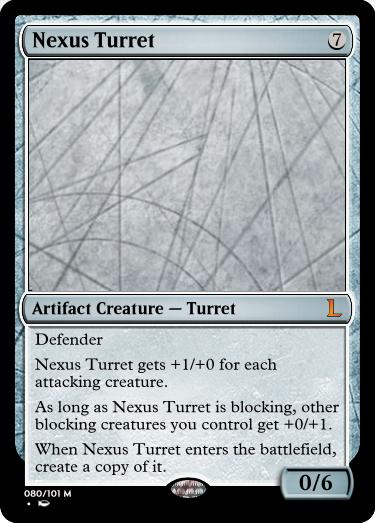 Nexus Turret 7
Artifact Creature — Turret L
Defender
Nexus Turret gets +1/+0 for each
attacking creature.
As long as Nexus Turret is blocking, other
blocking creatures you control get +0/+1.
When Nexus Turret enters the battlefield,
create a copy of it.
0/6
080/101 M